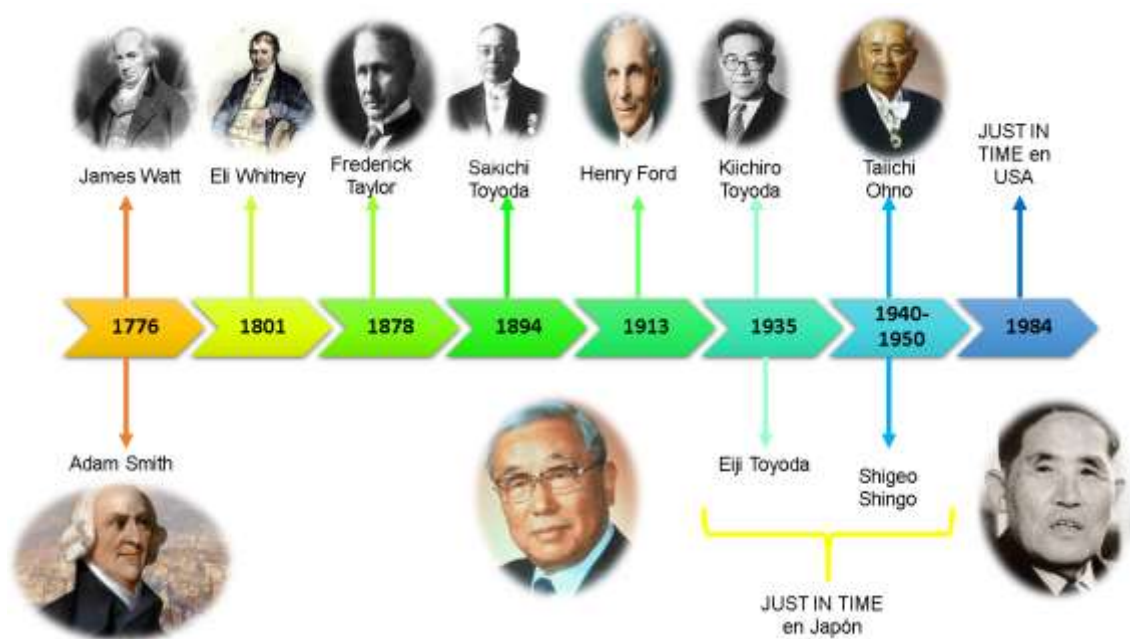 James Watt
Eli Whitney
Frederick
Taylor
Sakichi
Toyoda
Henry Ford
Kiichiro
Toyoda
Taiichi
Ohno
JUST IN
TIME en
USA
1776
1801
1878
1894
1913
1935
1940-
1950
1984
Adam Smith
Eiji Toyoda
Shigeo
Shingo
JUST IN TIME
en Japón